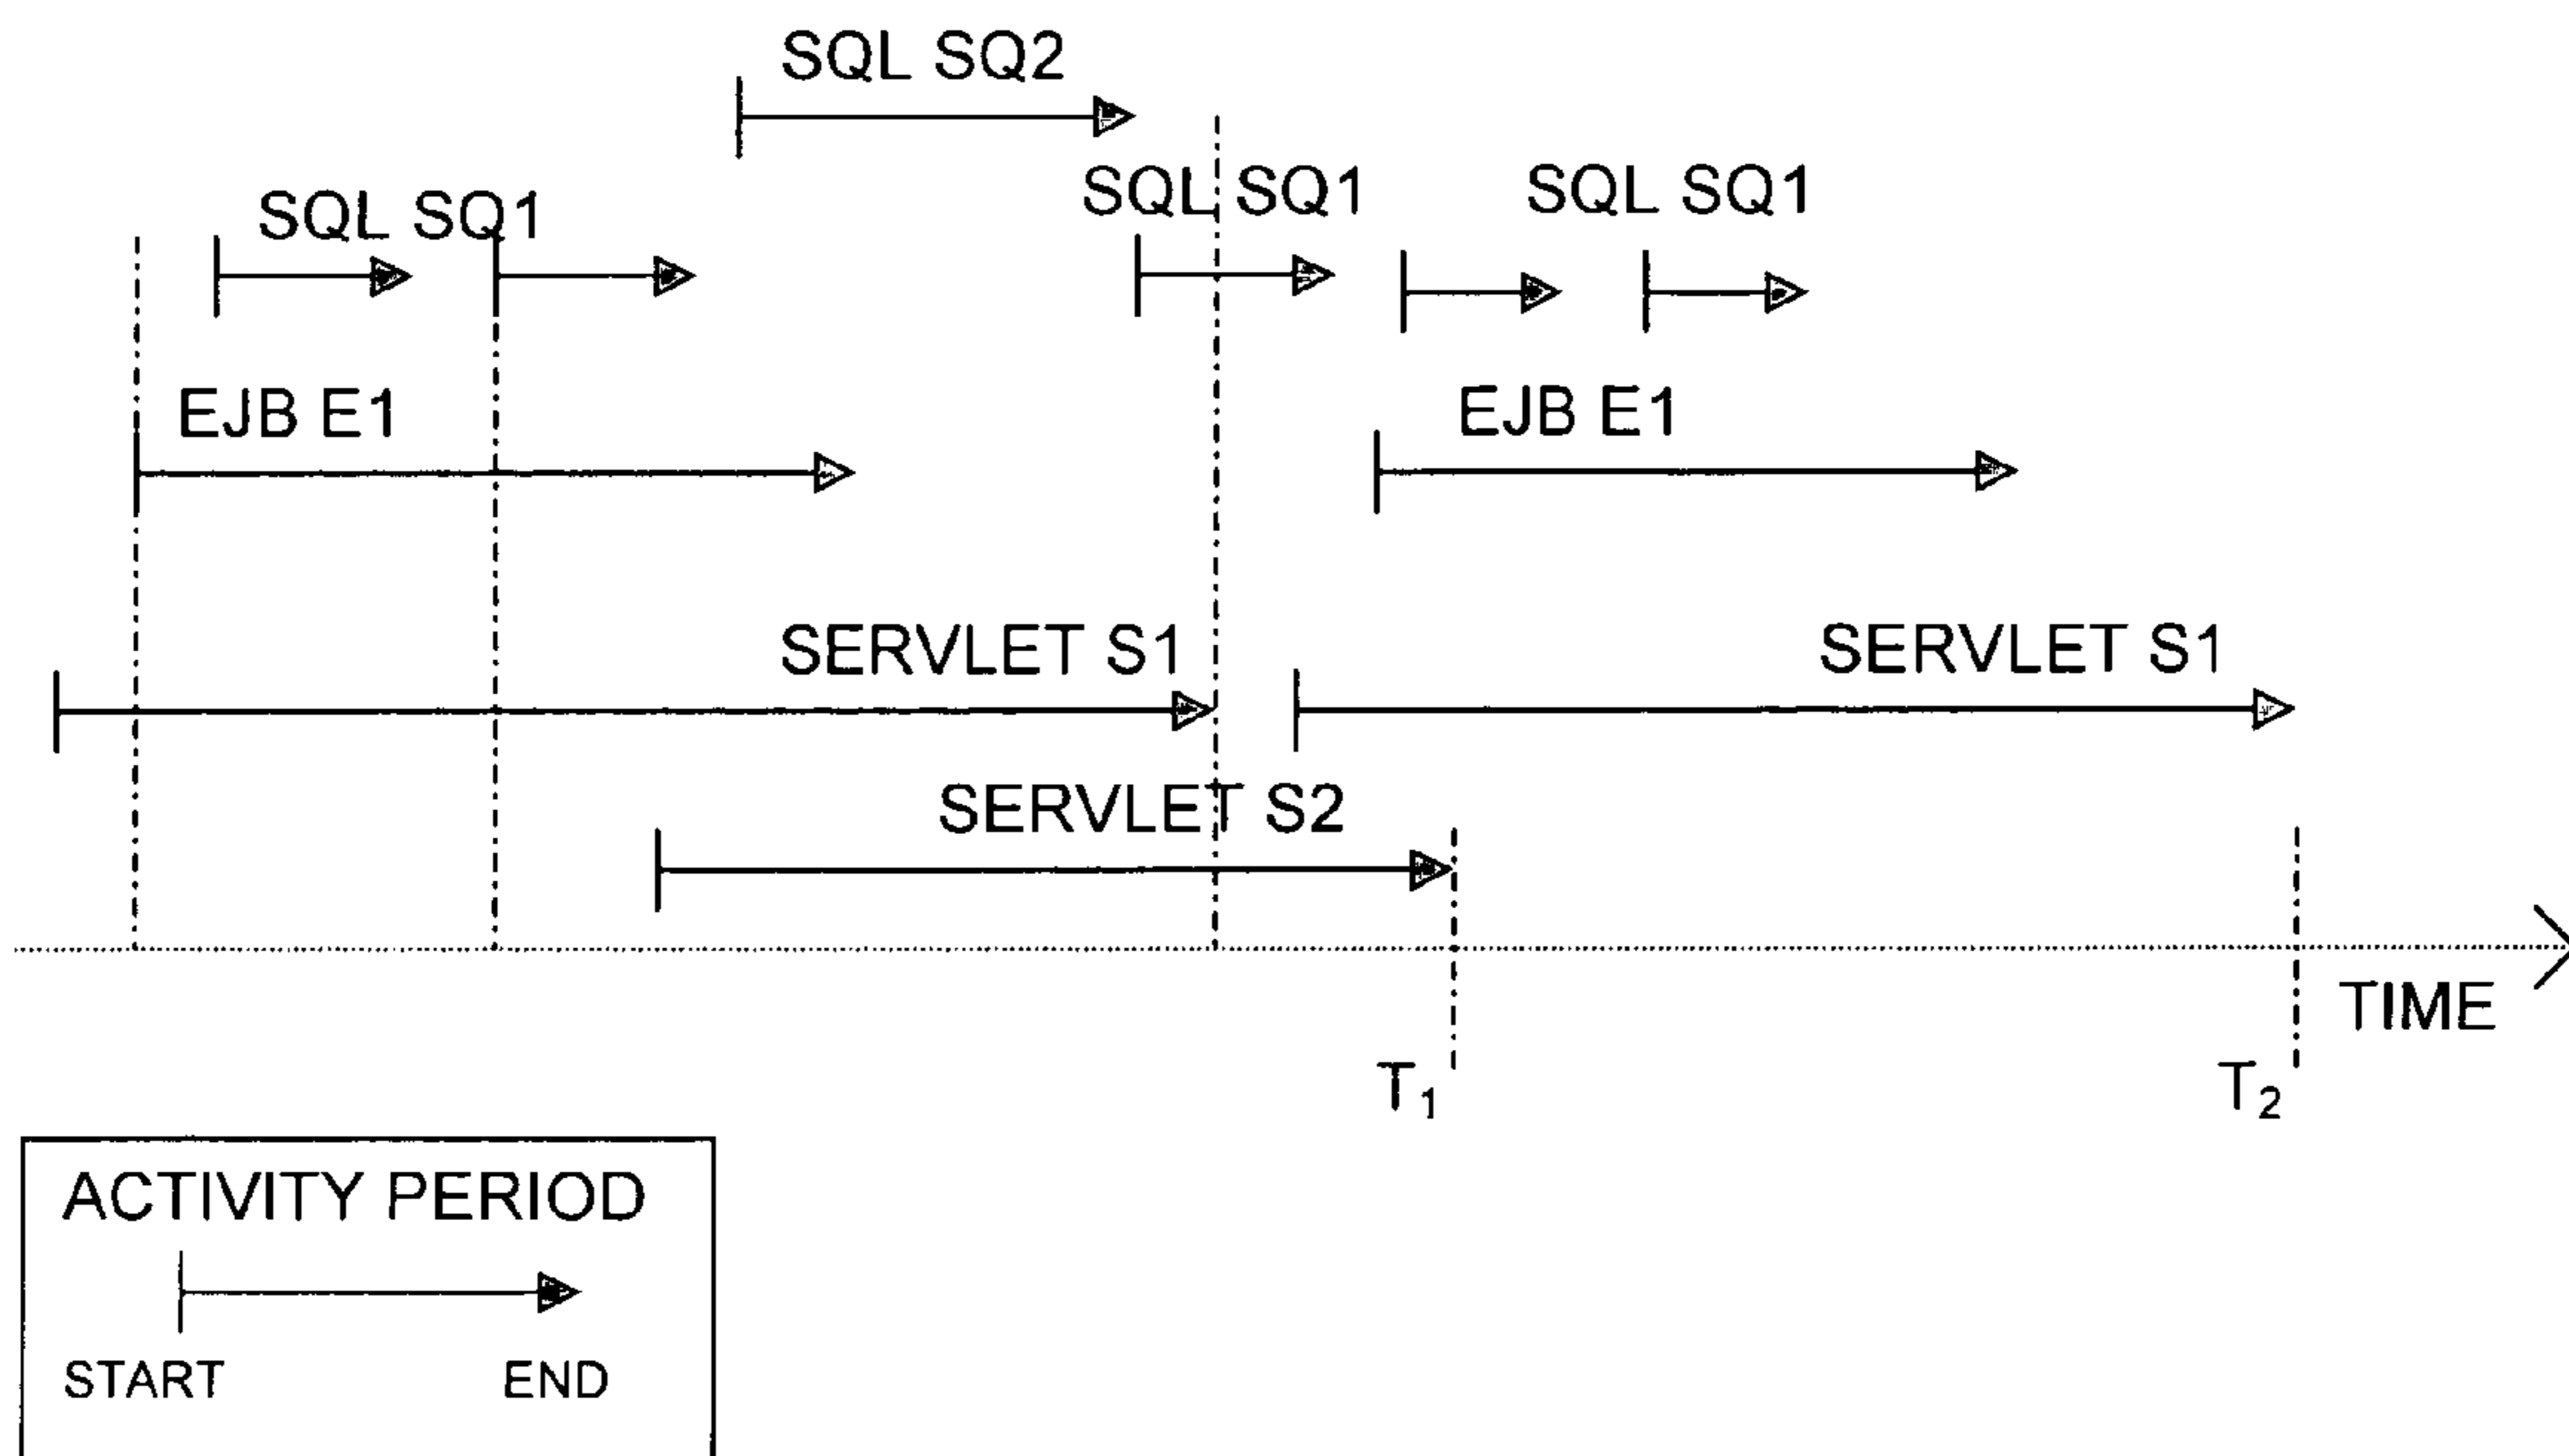 SQL SQ2
SQL SQ1
SQL SQ1
SQL SQ1
EJB E1
EJB E1
SERVLET S1
SERVLET S1
SERVLET S2
TIME
T1
T2
ACTIVITY PERIOD
START
END